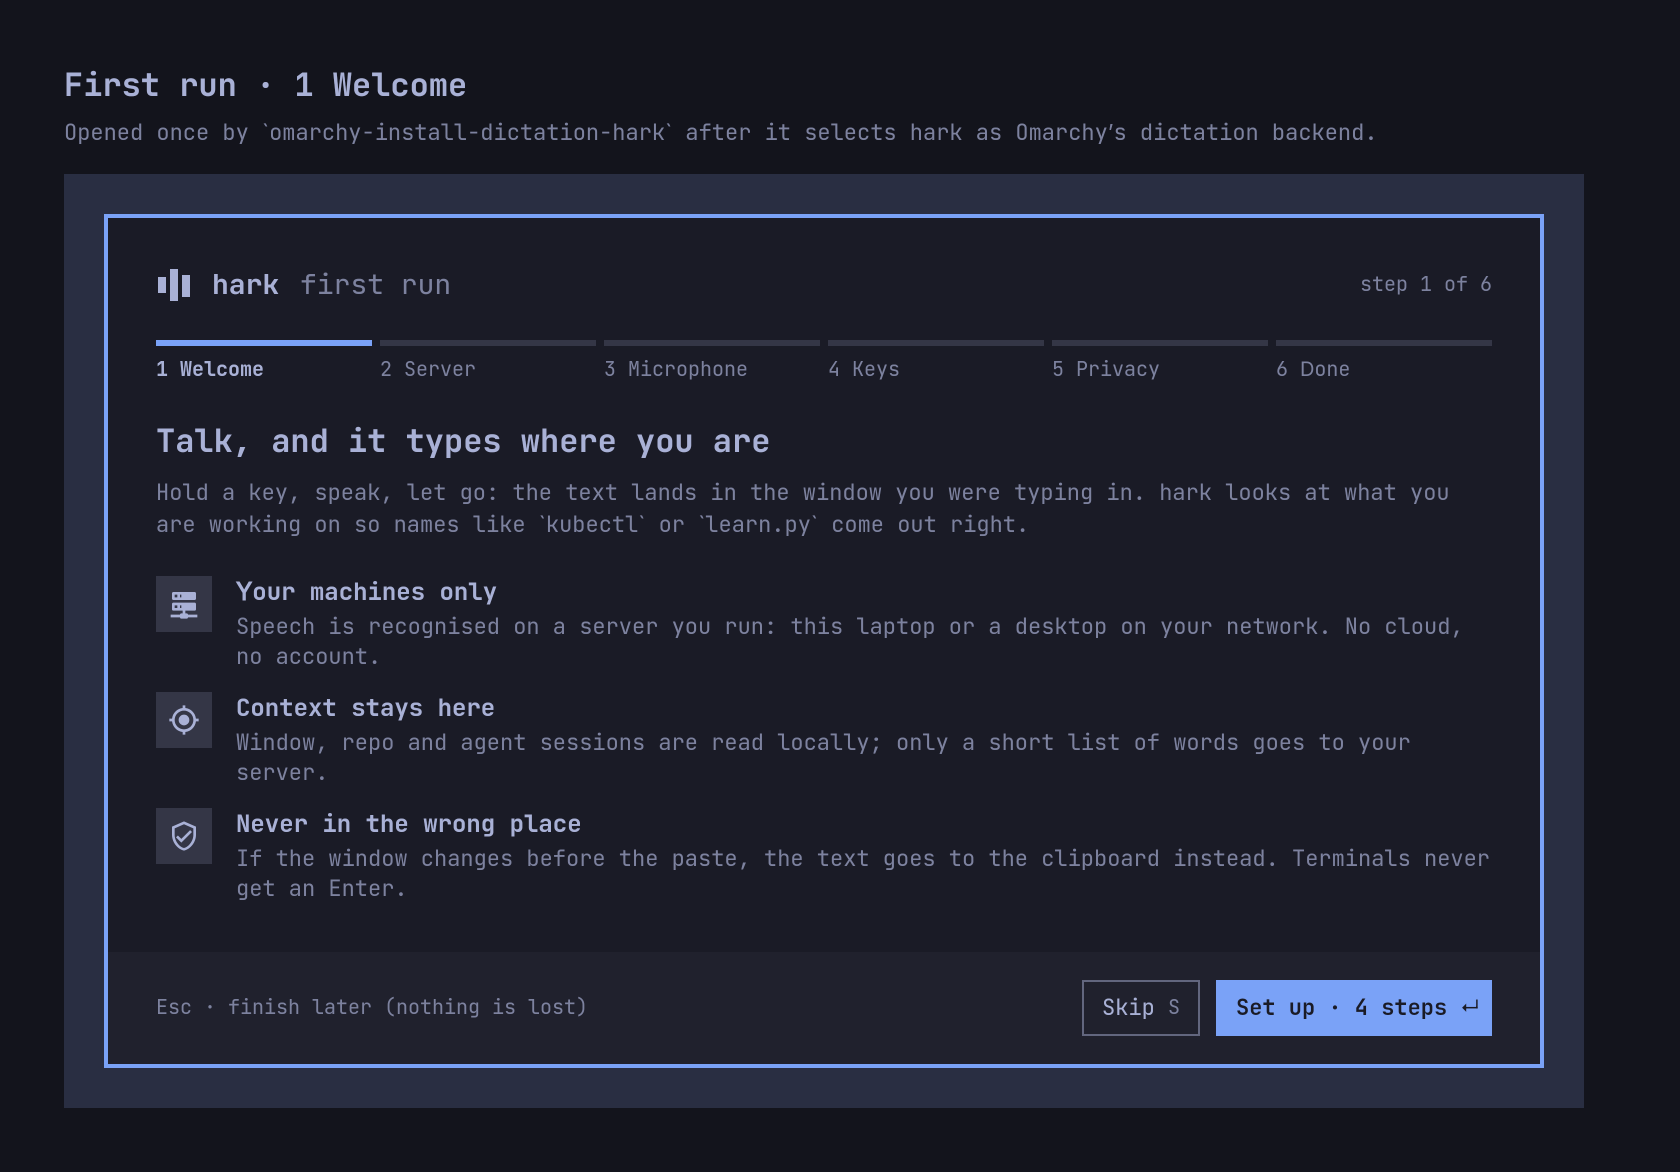 First run · 1 Welcome
Opened once by `omarchy-install-dictation-hark` after it selects hark as Omarchy’s dictation backend.
hark first run
step 1 of 6
1 Welcome
2 Server
3 Microphone
4 Keys
5 Privacy
6 Done
Talk, and it types where you are
Hold a key, speak, let go: the text lands in the window you were typing in. hark looks at what you
are working on so names like `kubectl` or `learn.py` come out right.
Your machines only
Speech is recognised on a server you run: this laptop or a desktop on your network. No cloud,
no account.
Context stays here
Window, repo and agent sessions are read locally; only a short list of words goes to your
server.
Never in the wrong place
If the window changes before the paste, the text goes to the clipboard instead. Terminals never
get an Enter.
Esc · finish later (nothing is lost)
Skip S
Set up · 4 steps ↵